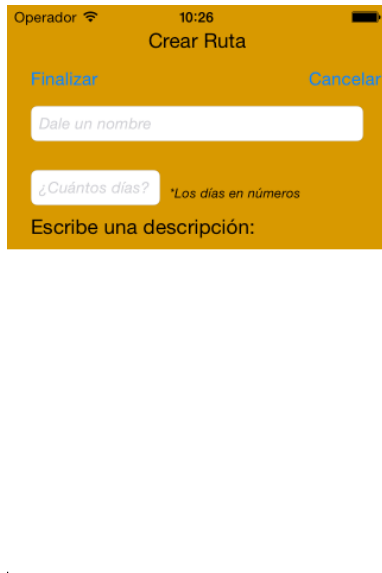 Operador 10:26
Crear Ruta
Finalizar Cancelar
Dale un nombre
¿Cuántos días? *Los días en números
Escribe una descripción: